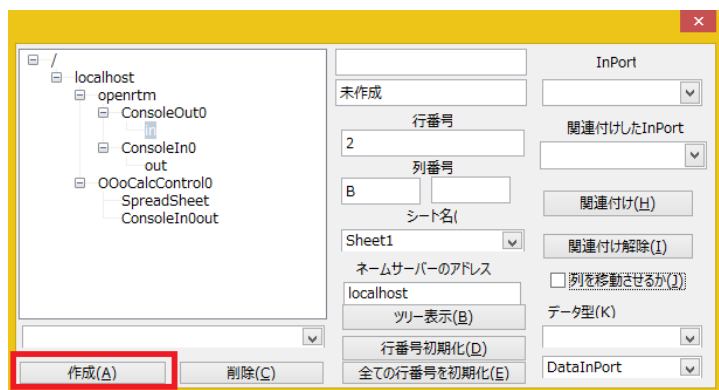 /
localhost
openrtm
ConsoleOut0
in
ConsoleIn0
out
OOoCalcControl0
SpreadSheet
ConsoleIn0out
作成(A)
削除(C)
未作成
行番号
2
列番号
B
シート名(
Sheet1
ネームサーバーのアドレス
localhost
ツリー表示(B)
行番号初期化(D)
全ての行番号を初期化(E)
InPort
関連付けしたInPort
関連付け(H)
関連付け解除(I)
列を移動させるか(J)
データ型(K)
DataInPort